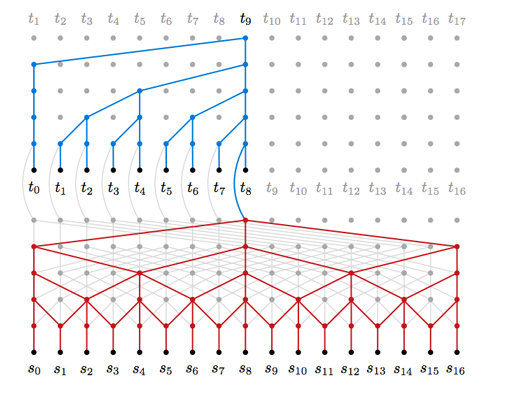 t₁ t₂ t₃ t₄ t₅ t₆ t₇ t₈ t₉ t₁₀ t₁₁ t₁₂ t₁₃ t₁₄ t₁₅ t₁₆ t₁₇
t₀ t₁ t₂ t₃ t₄ t₅ t₆ t₇ t₈ t₉ t₁₀ t₁₁ t₁₂ t₁₃ t₁₄ t₁₅ t₁₆
s₀ s₁ s₂ s₃ s₄ s₅ s₆ s₇ s₈ s₉ s₁₀ s₁₁ s₁₂ s₁₃ s₁₄ s₁₅ s₁₆